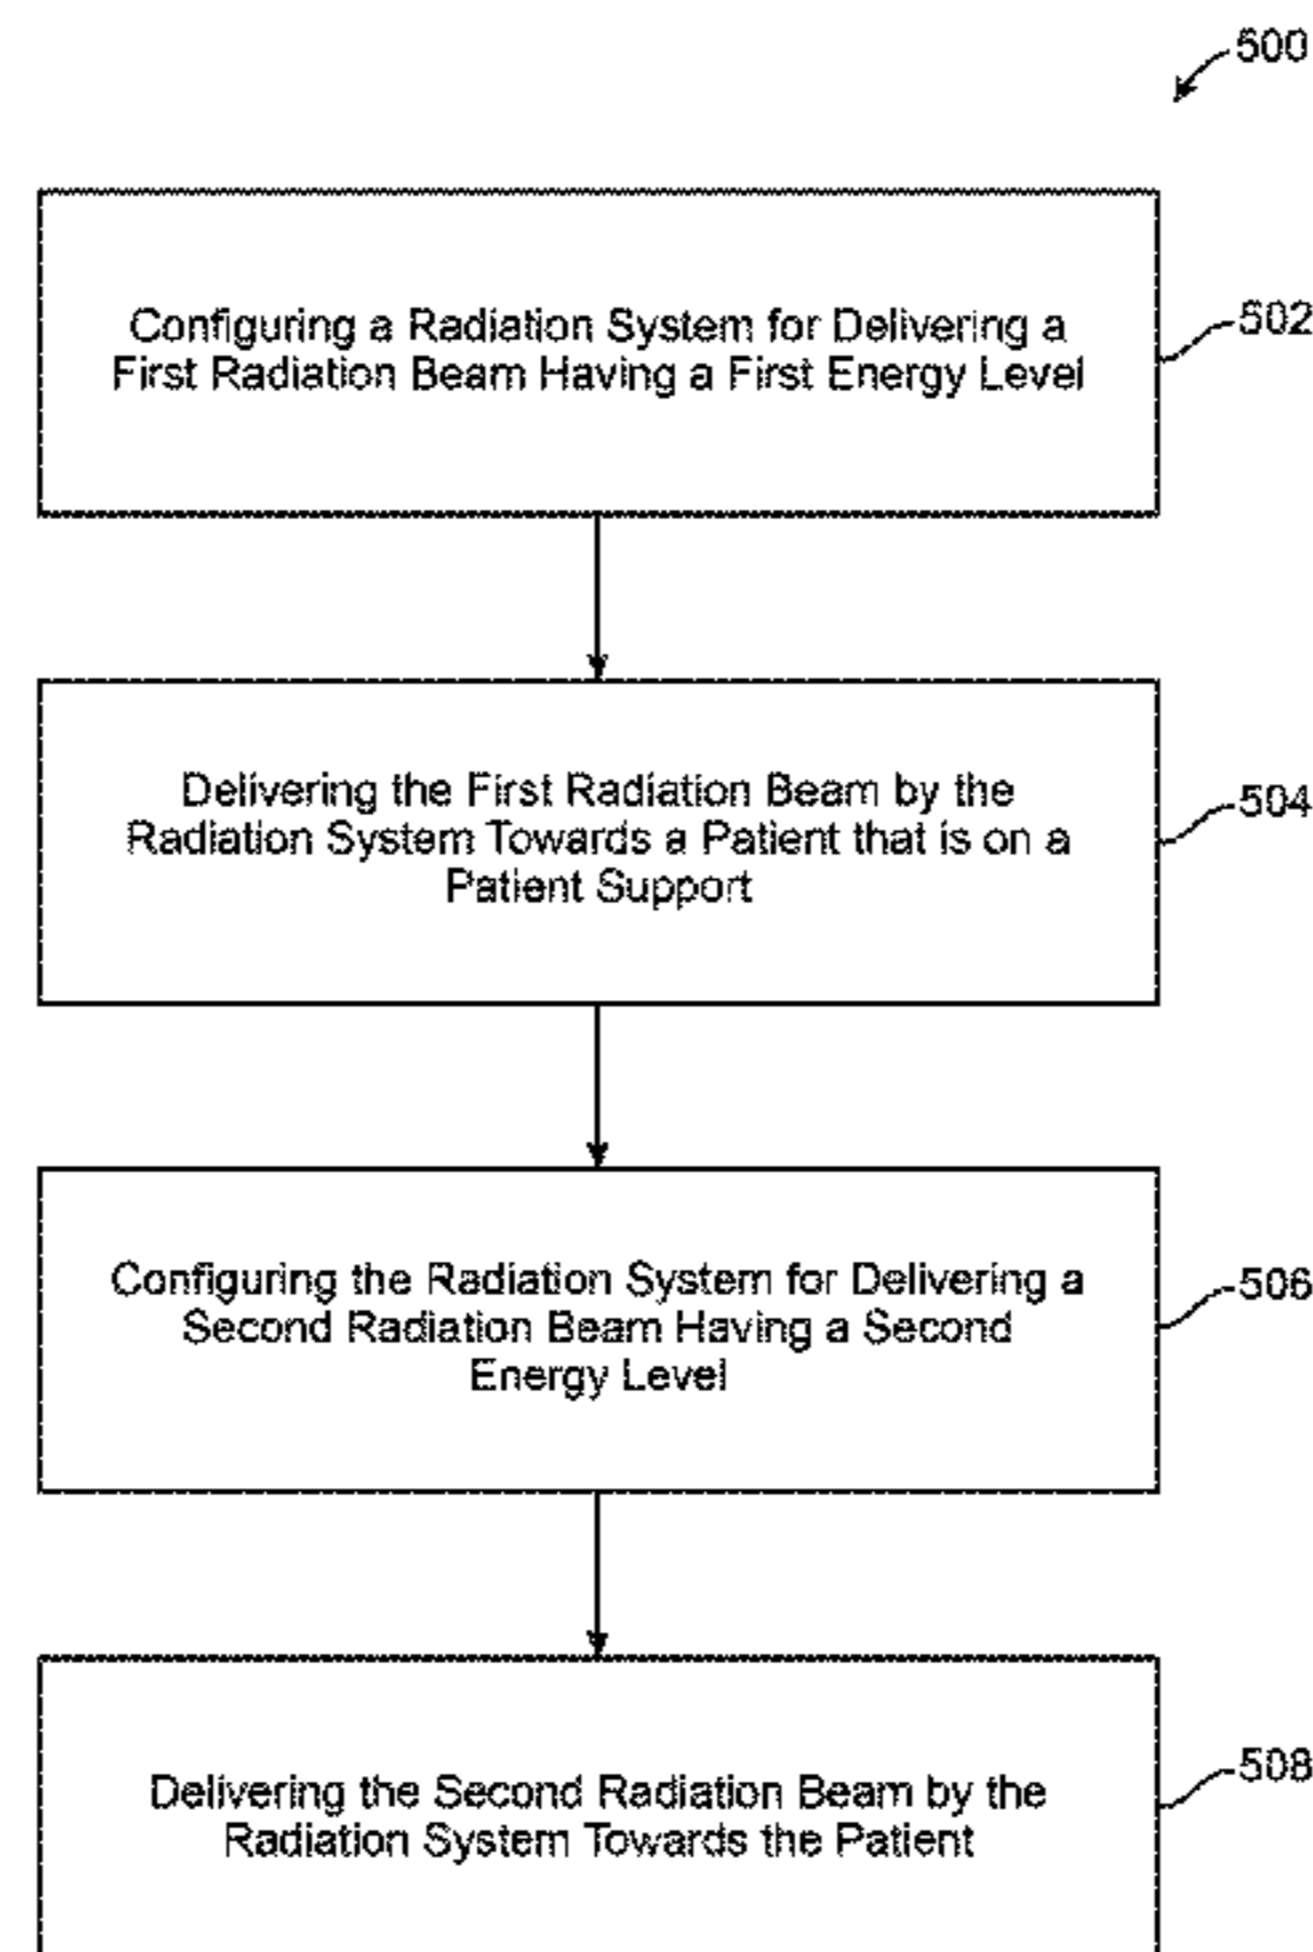 500
Configuring a Radiation System for Delivering a
First Radiation Beam Having a First Energy Level
502
Delivering the First Radiation Beam by the
Radiation System Towards a Patient that is on a
Patient Support
504
Configuring the Radiation System for Delivering a
Second Radiation Beam Having a Second
Energy Level
506
Delivering the Second Radiation Beam by the
Radiation System Towards the Patient
508